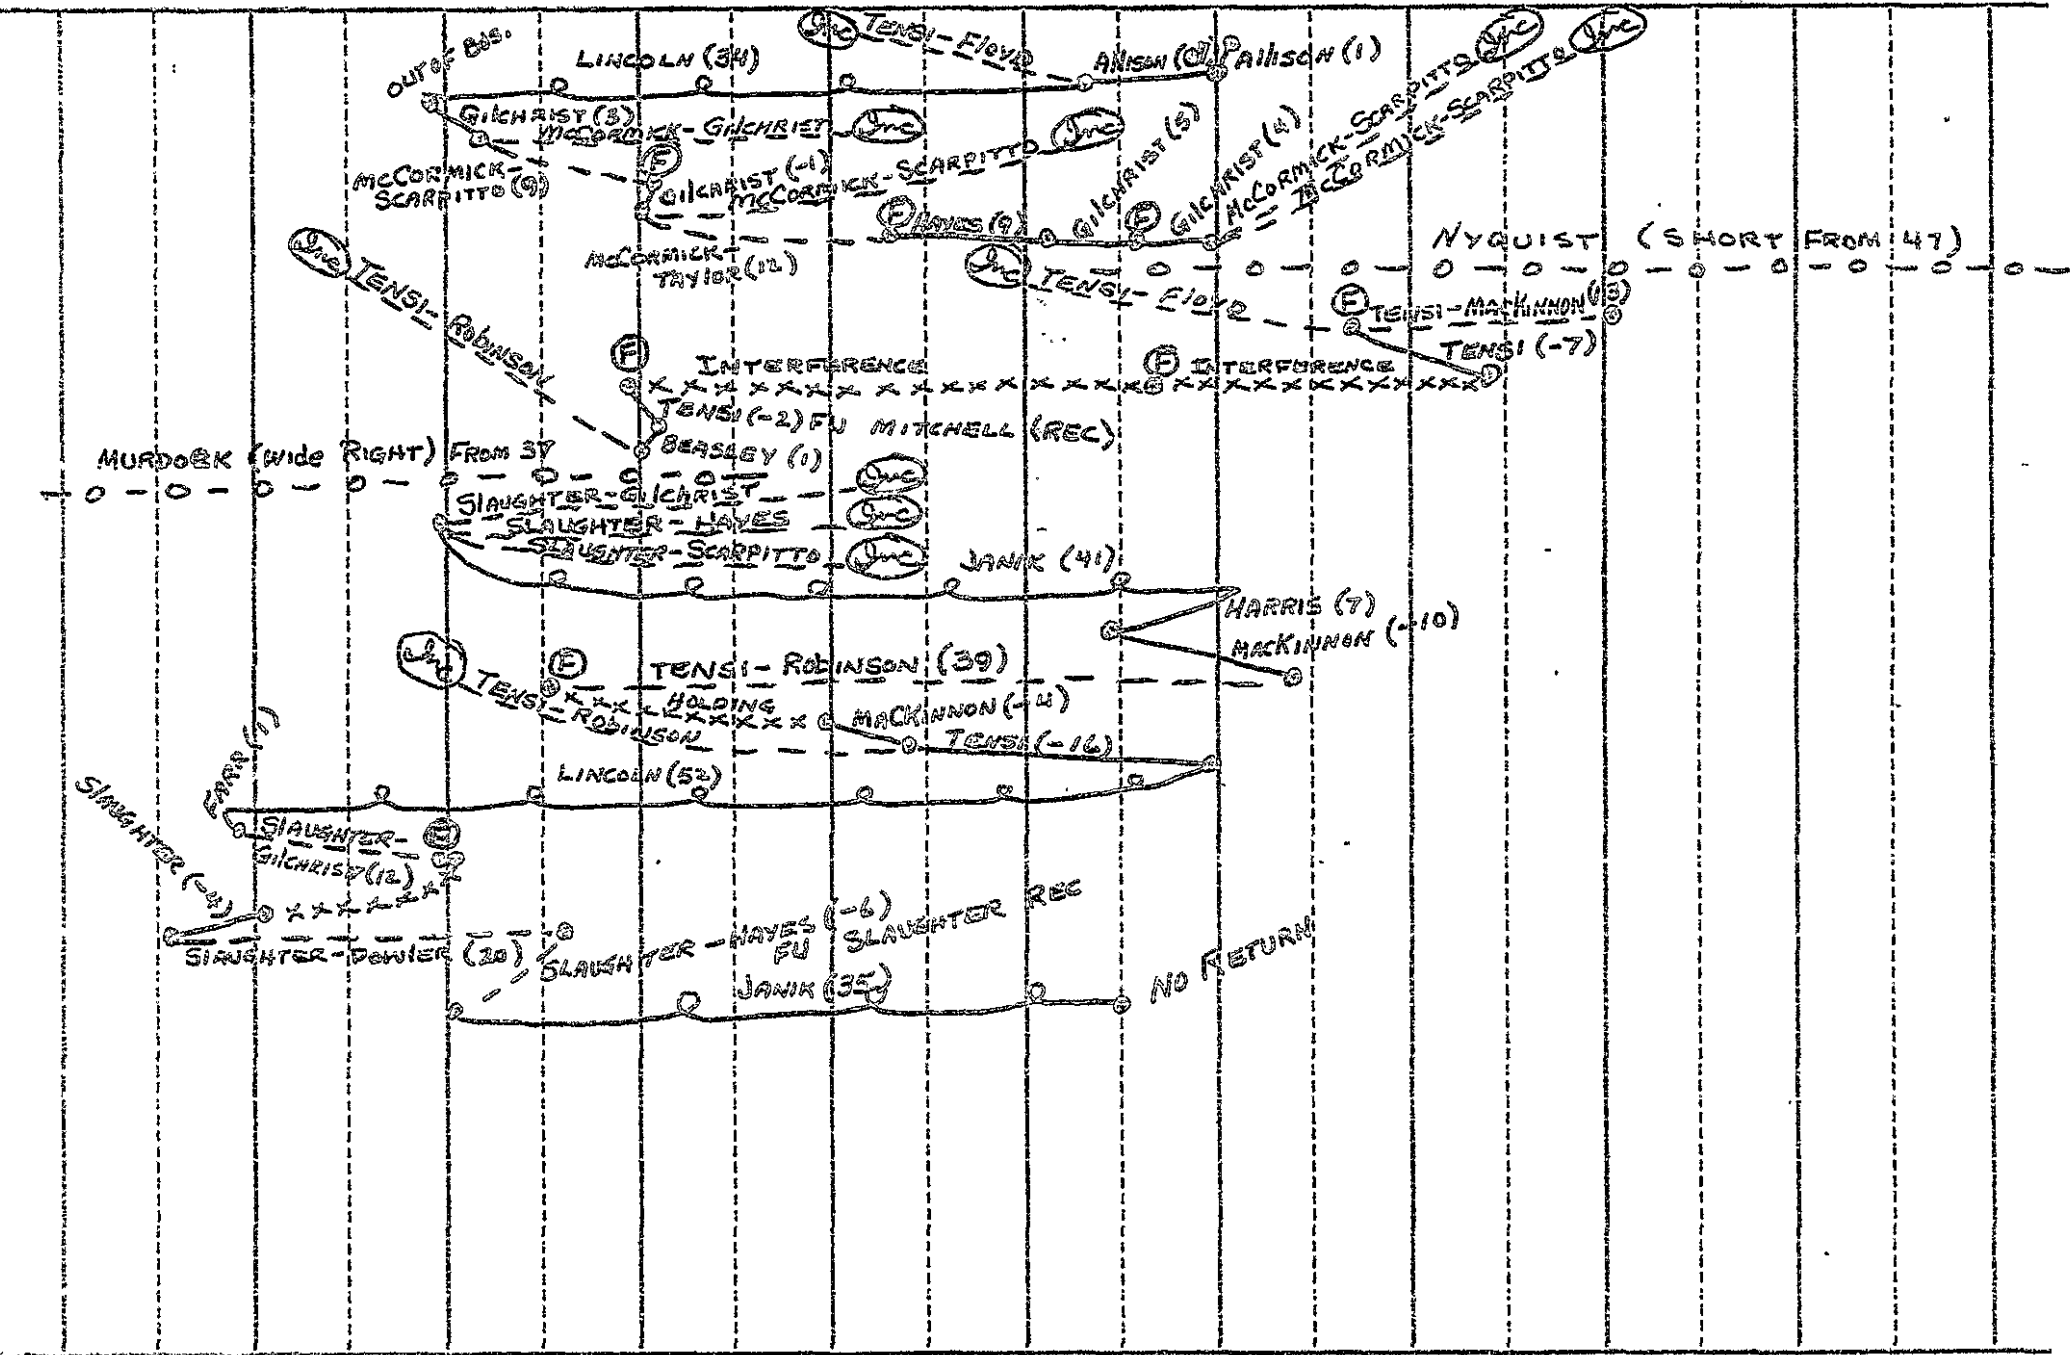 OUT OF BDS.
LINCOLN (34)
Inc TENSI-FLOYD
ALLISON (1)
GILCHRIST (3)
McCORMICK-GILCHRIST Inc
McCORMICK-
SCARPITTO (9)
F
GILCHRIST (-1)
McCORMICK-SCARPITTO Inc
McCORMICK-
TAYLOR (12)
F HAYES (9)
GILCHRIST (5)
F GILCHRIST (4)
McCORMICK-SCARPITTO Inc
McCORMICK-SCARPITTO Inc
NYQUIST (SHORT FROM 47)
Inc TENSI-FLOYD
F TENSI-MACKINNON (13)
TENSI (-7)
Inc TENSI-ROBINSON
F INTERFERENCE
F INTERFERENCE
TENSI (-2) FU MITCHELL (REC)
BEASLEY (1)
MURDOCK (WIDE RIGHT) FROM 37
SLAUGHTER-GILCHRIST Inc
SLAUGHTER-HAYES Inc
SLAUGHTER-SCARPITTO Inc
JANIK (41)
HARRIS (7)
MACKINNON (-10)
F TENSI-ROBINSON (39)
HOLDING
Inc TENSI-ROBINSON
MACKINNON (-4)
TENSI (-16)
LINCOLN (52)
FARR (1)
SLAUGHTER-
GILCHRIST (12)
SLAUGHTER (-4)
SLAUGHTER-DOWLER (20)
SLAUGHTER-HAYES (-6)
FU SLAUGHTER REC
JANIK (35)
NO RETURN